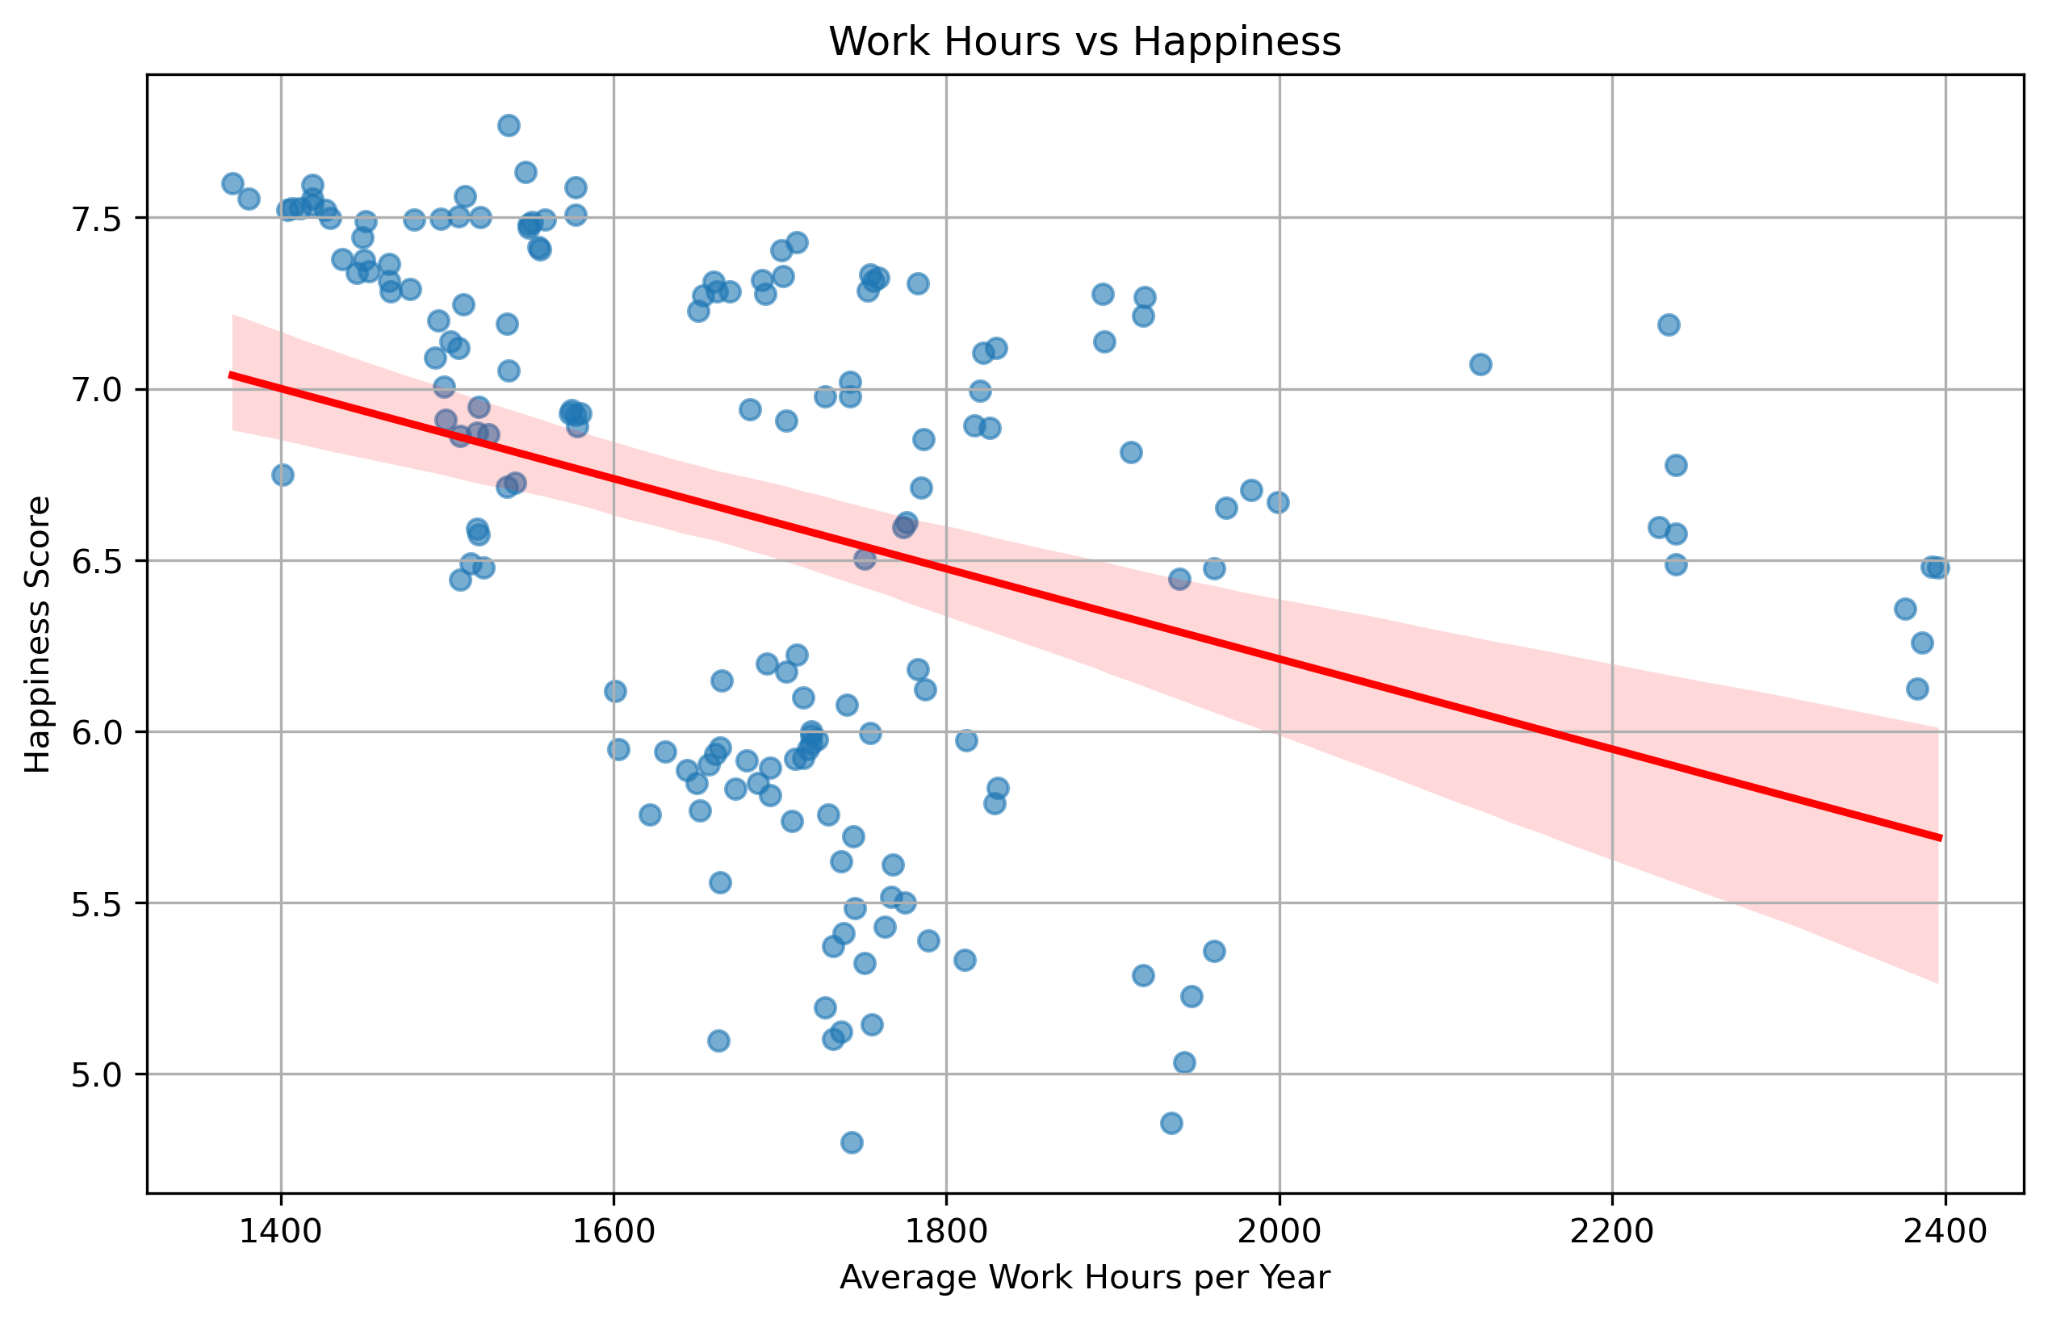 Work Hours vs Happiness
Happiness Score
7.5
7.0
6.5
6.0
5.5
5.0
1400 1600 1800 2000 2200 2400
Average Work Hours per Year